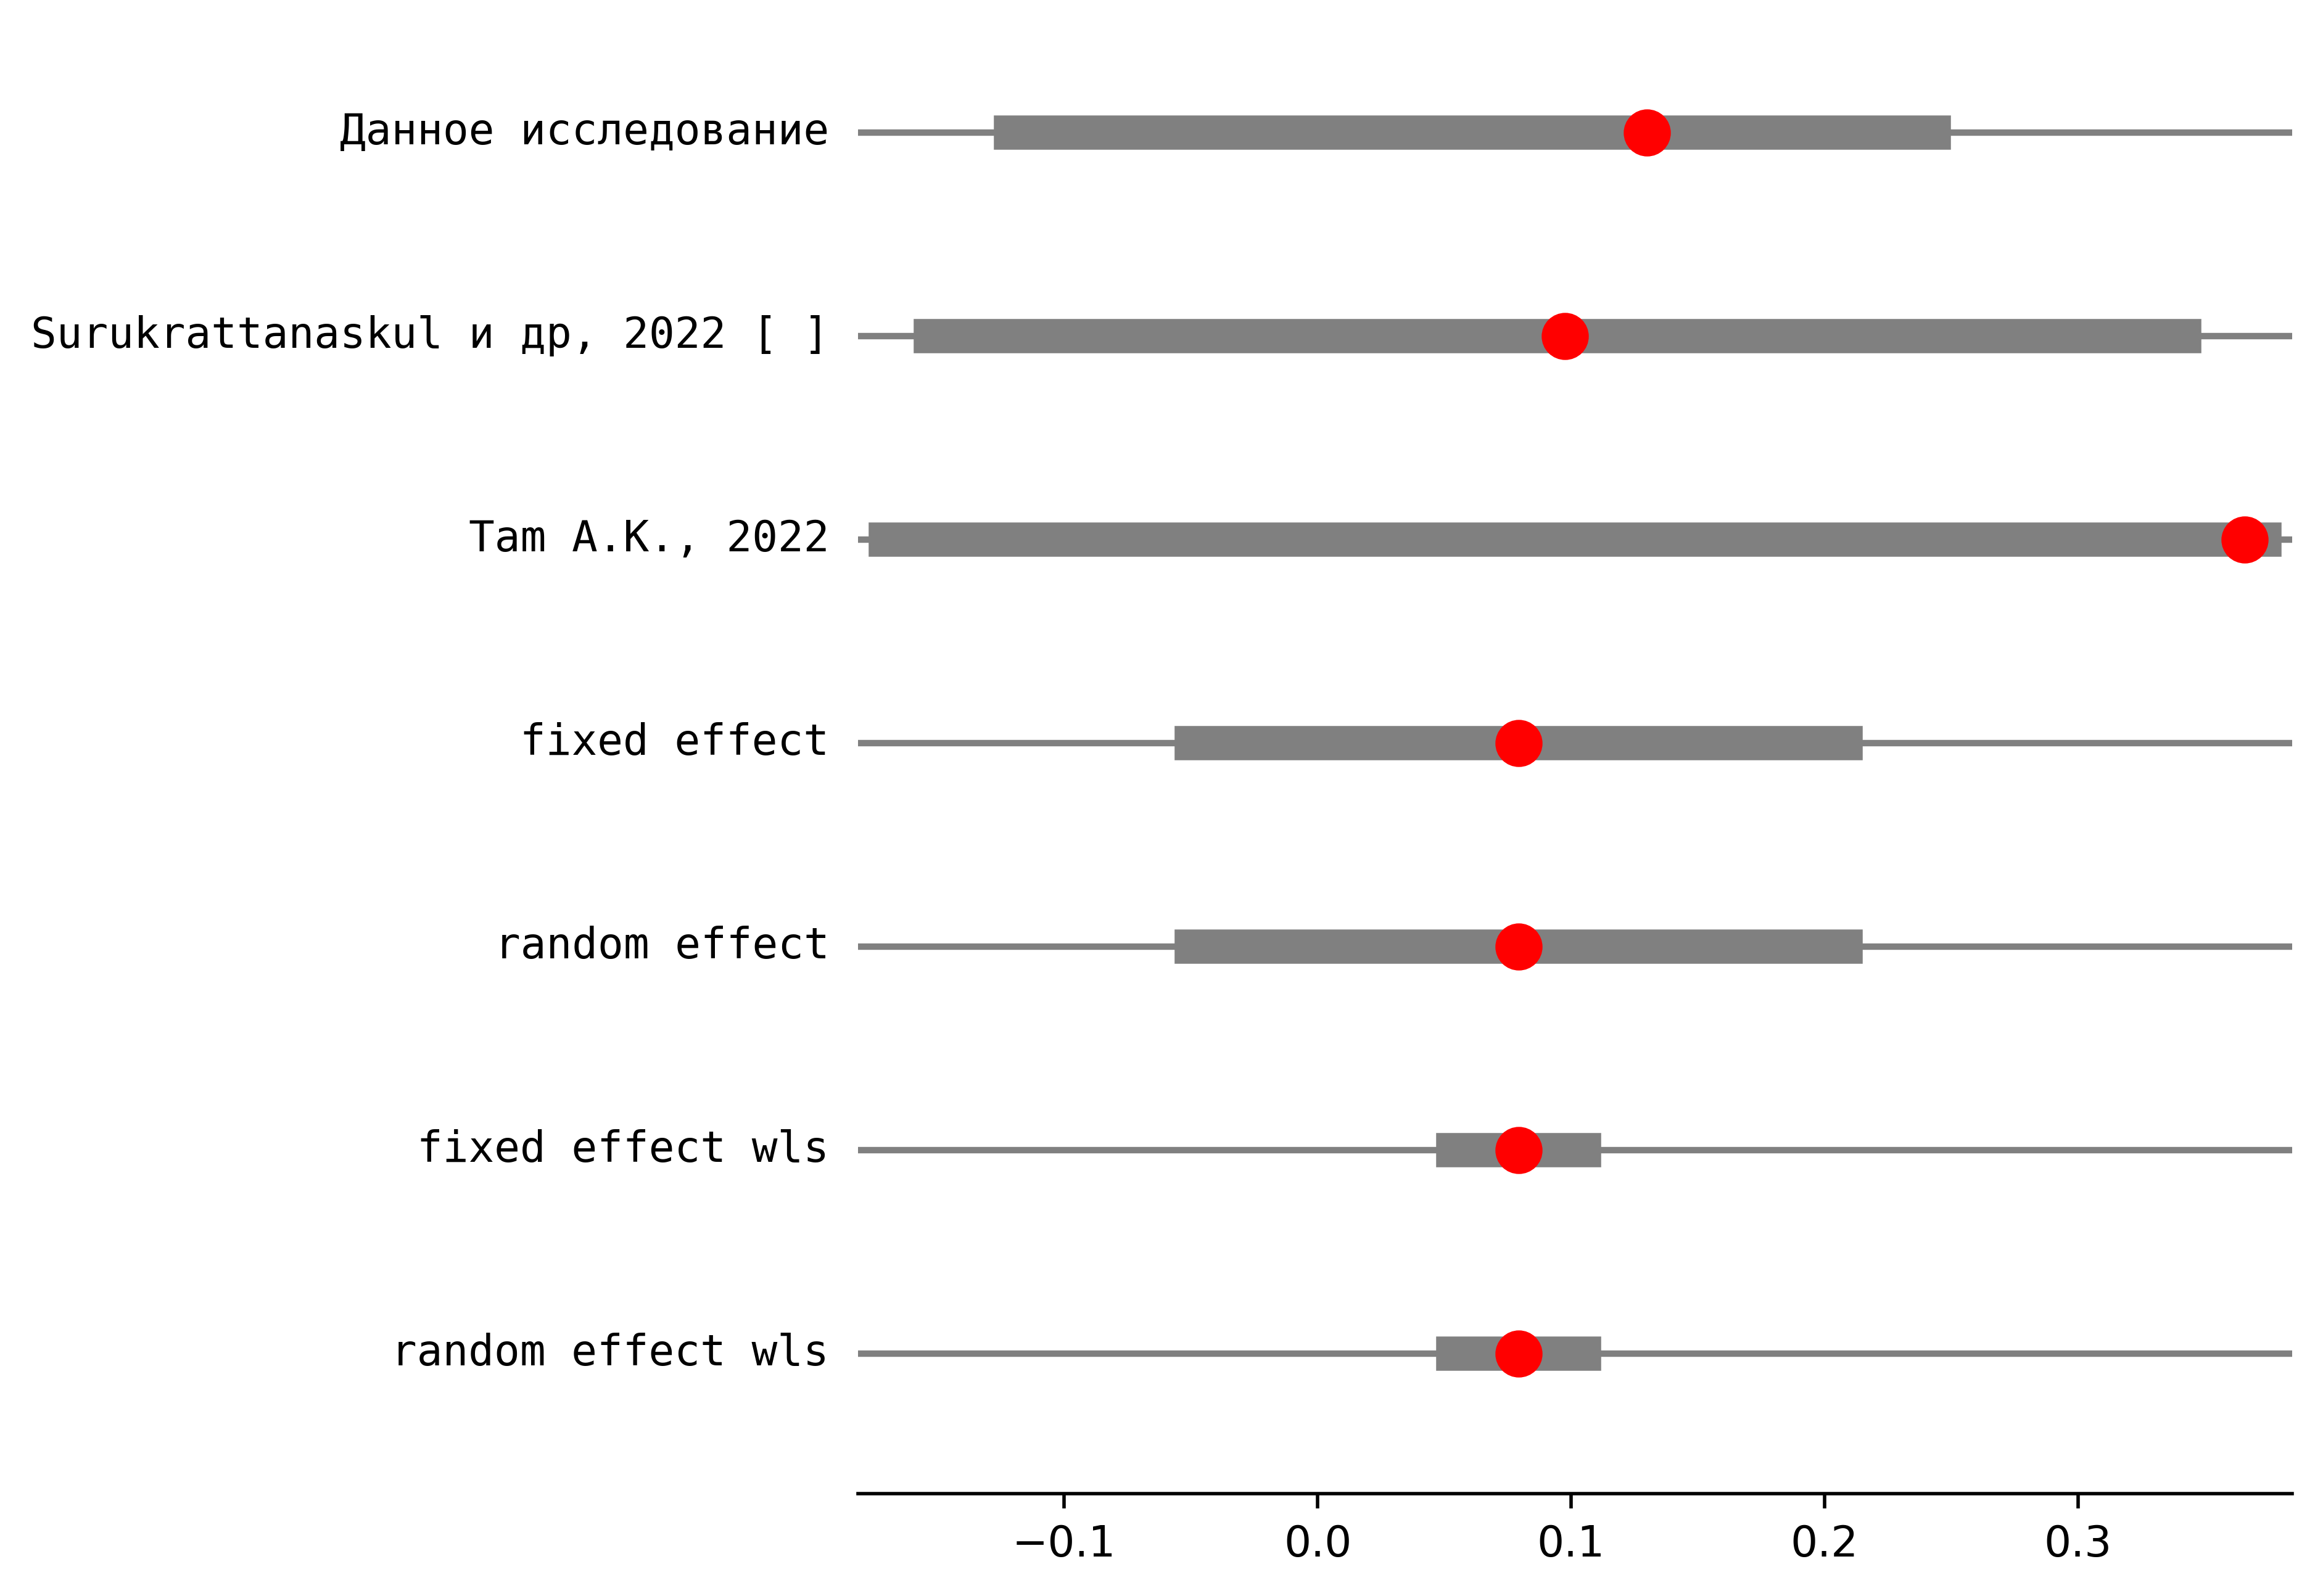 Данное исследование
Surukrattanaskul и др, 2022 [ ]
Tam A.K., 2022
fixed effect
random effect
fixed effect wls
random effect wls
−0.1 0.0 0.1 0.2 0.3